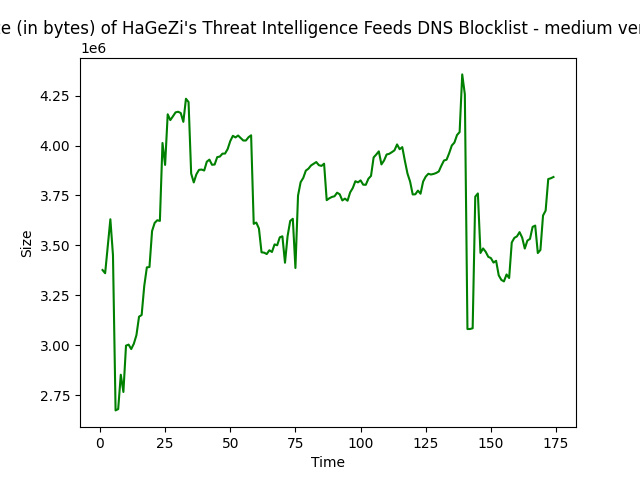 (in bytes) of HaGeZi's Threat Intelligence Feeds DNS Blocklist - medium
1e6
4.25
4.00
3.75
3.50
3.25
3.00
2.75
Size
0 25 50 75 100 125 150 175
Time